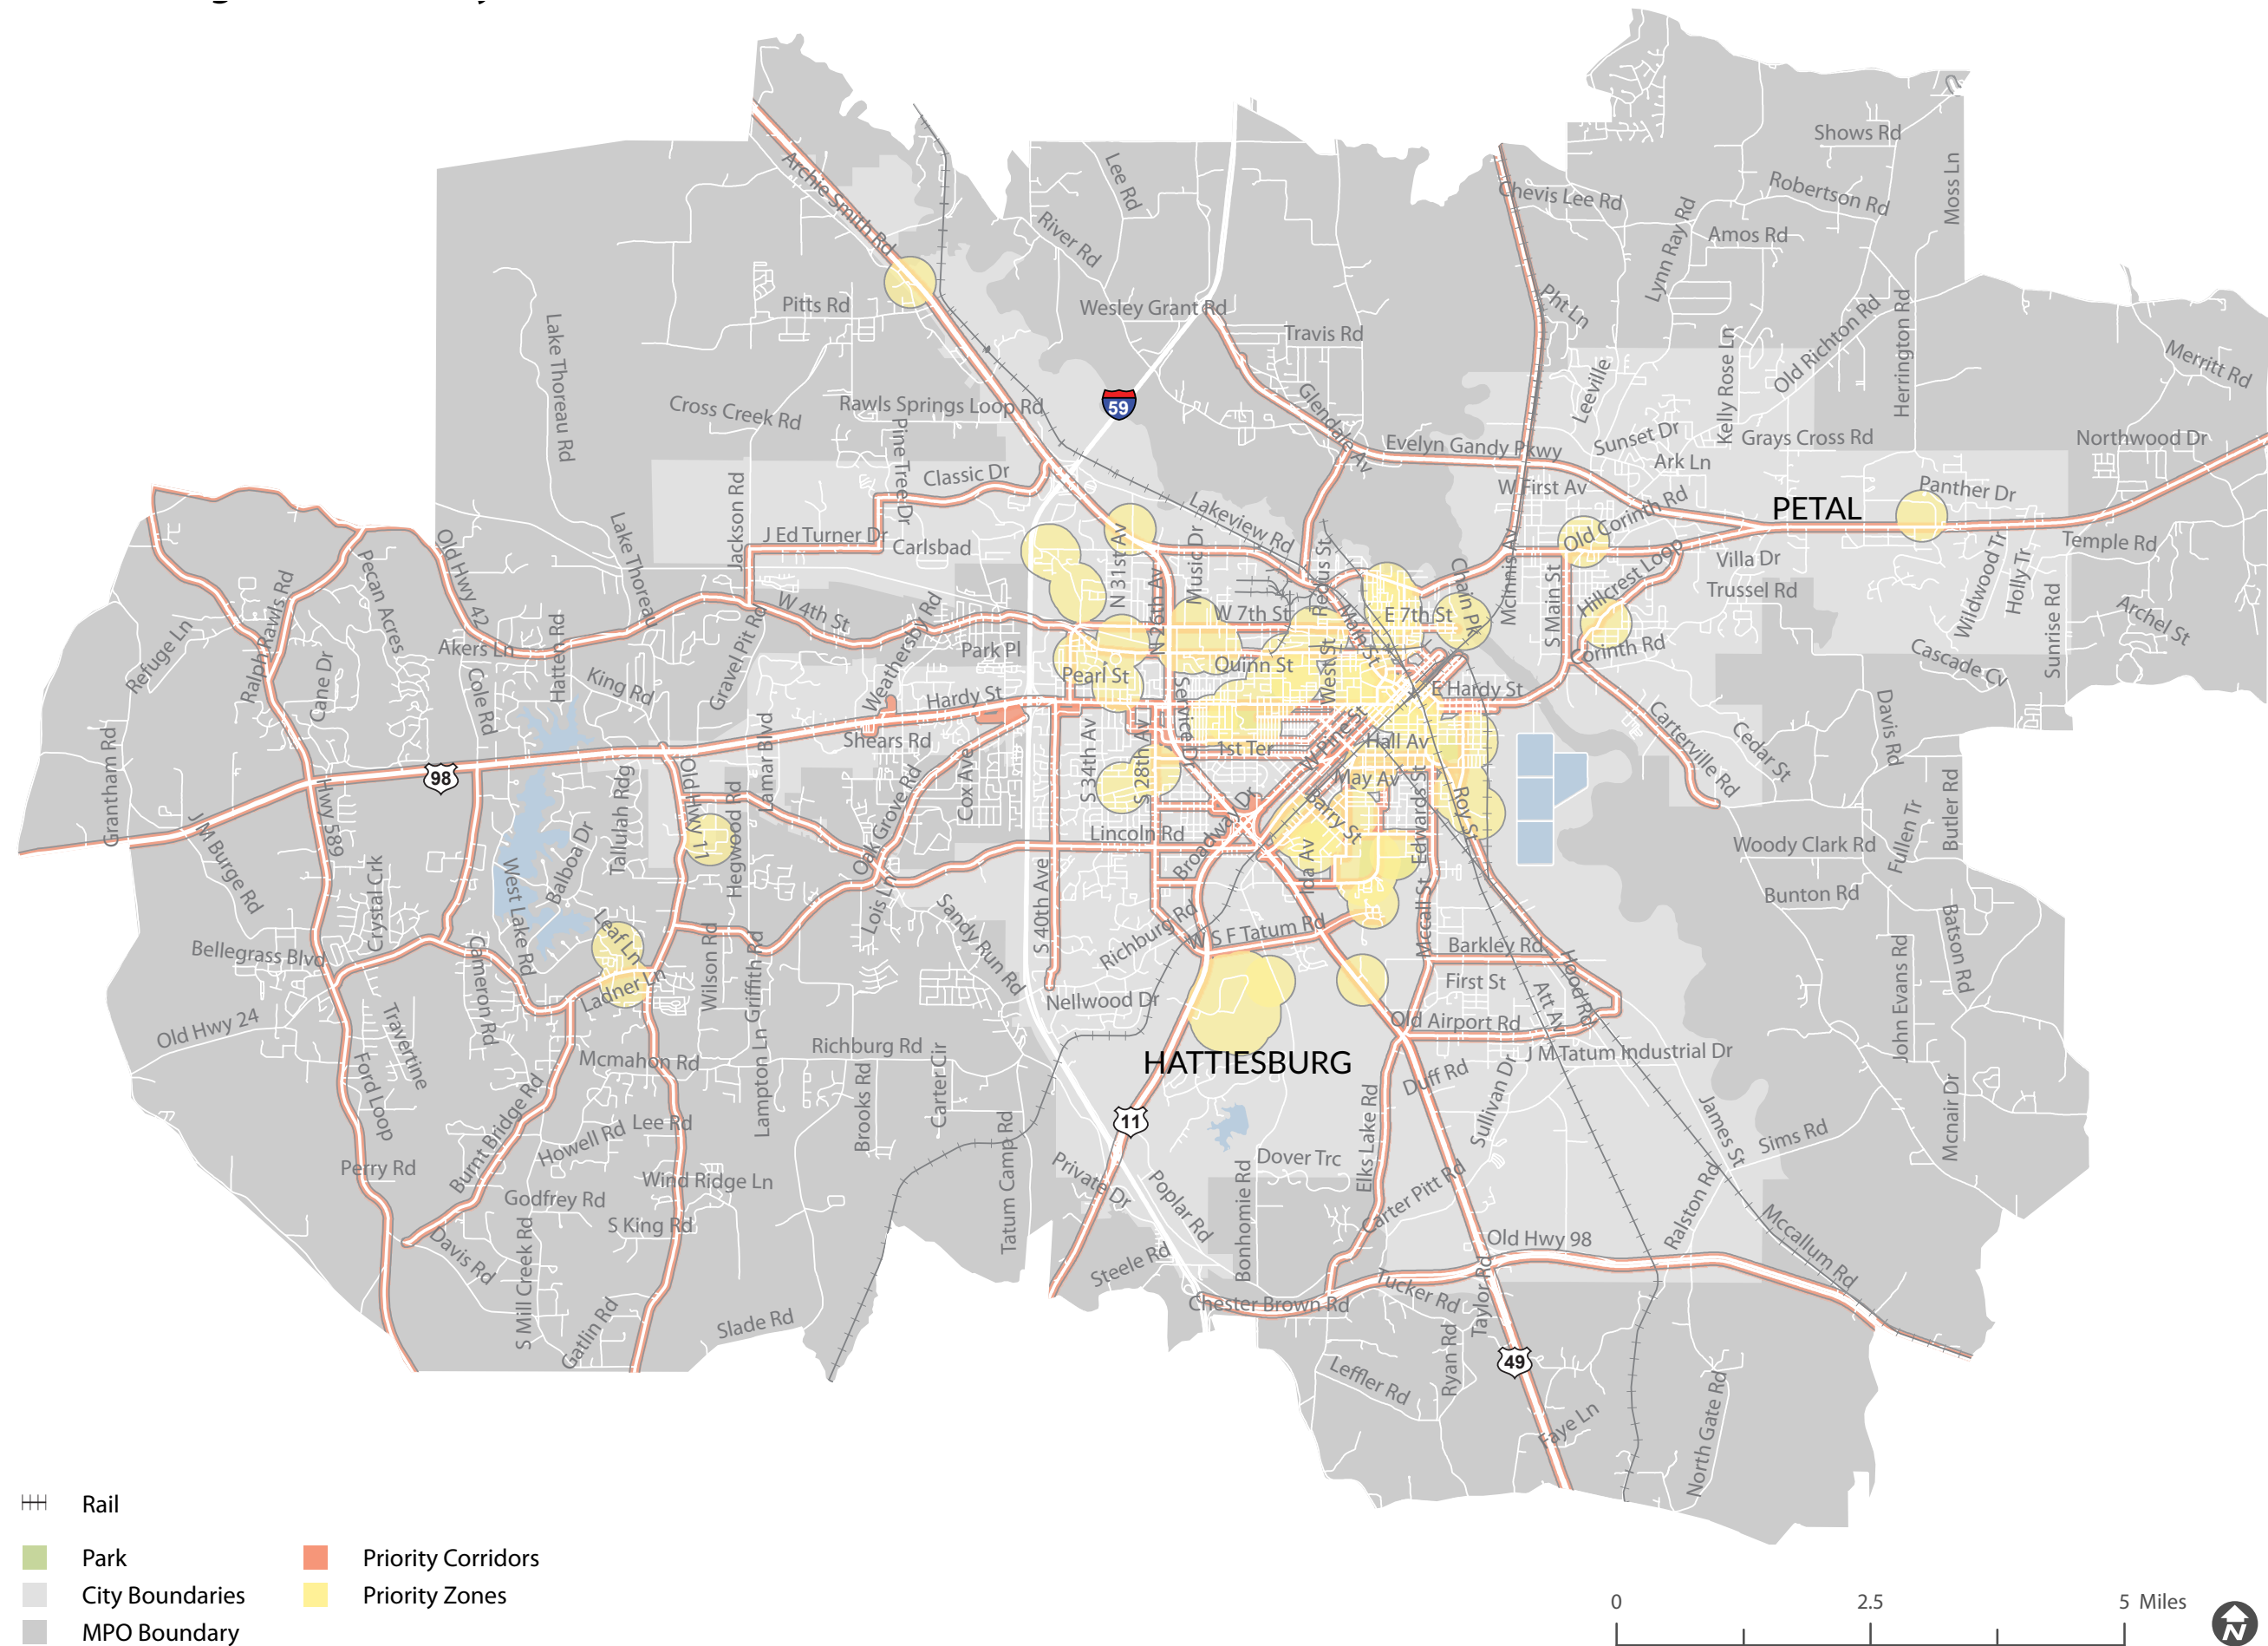 Shows Rd
Chevis Lee Rd
Robertson Rd
Moss Ln
Lynn Ray Rd
Amos Rd
Archie Smith Rd
Lee Rd
River Rd
Pht Ln
Pitts Rd
Wesley Grant Rd
Travis Rd
Old Richton Rd
Herrington Rd
Merritt Rd
Lake Thoreau Rd
Cross Creek Rd
Rawls Springs Loop Rd
59
Pine Tree Dr
Glendale Av
Leeville
Kelly Rose Ln
Evelyn Gandy Pkwy
Sunset Dr
Grays Cross Rd
Northwood Dr
Ark Ln
Classic Dr
Jackson Rd
W First Av
Panther Dr
PETAL
Lakeview Rd
Old Corinth Rd
J Ed Turner Dr
Carlsbad
N 31st Av
Music Dr
Redus St
Mcinnis Av
Temple Rd
Villa Dr
Old Hwy 42
Pecan Acres
Lake Thoreau
Trussel Rd
Hillcrest Loop
Chain Pk
S Main St
Wildwood Tr
Holly Tr
Sunrise Rd
Archel St
Ralph Rawls Rd
W 4th St
Weathersby Rd
N 26th Av
W 7th St
Main St
E 7th St
Refuge Ln
Akers Ln
Hatten Rd
Gravel Pit Rd
Park Pl
Quinn St
West St
Corinth Rd
Cascade Cv
Cane Dr
Cole Rd
King Rd
Pearl St
Hardy St
E Hardy St
Service Dr
Davis Rd
Carterville Rd
Cedar St
Grantham Rd
Shears Rd
Lamar Blvd
1st Ter
W Pine St
Hall Av
98
Old Hwy 11
Cox Ave
S 34th Av
S 28th Av
May Av
Butler Rd
Hwy 589
J M Burge Rd
Tallulah Rdg
Hegwood Rd
Oak Grove Rd
Lincoln Rd
Broadway Dr
Barry St
Edwards St
Roy St
Fullen Tr
Woody Clark Rd
Crystal Crk
West Lake Rd
Balboa Dr
Lois Ln
Ida Av
Bunton Rd
Batson Rd
Bellegrass Blvd
Leaf Ln
Sandy Run Rd
S 40th Ave
Richburg Rd
W S F Tatum Rd
Mccall St
Barkley Rd
John Evans Rd
Cameron Rd
Ladner Ln
Wilson Rd
Griffith Rd
Nellwood Dr
First St
Att Av
Hood Rd
Old Hwy 24
Travertine
Old Airport Rd
J M Tatum Industrial Dr
HATTIESBURG
Ford Loop
Mcmahon Rd
Lampton Ln
Richburg Rd
Brooks Rd
Carter Cir
Duff Rd
Sullivan Dr
Mcnair Dr
11
Burnt Bridge Rd
Howell Rd
Lee Rd
Elks Lake Rd
James St
Sims Rd
Perry Rd
Wind Ridge Ln
Godfrey Rd
S King Rd
Tatum Camp Rd
Private Dr
Poplar Rd
Dover Trc
Carter Pitt Rd
Ralston Rd
Davis Rd
S Mill Creek Rd
Steele Rd
Bonhomie Rd
Old Hwy 98
Mccallum Rd
Gatlin Rd
Slade Rd
Chester Brown Rd
Tucker Rd
Taylor Rd
49
Leffler Rd
Ryan Rd
Faye Ln
North Gate Rd
Rail
Park
Priority Corridors
City Boundaries
Priority Zones
MPO Boundary
0 2.5 5 Miles
N